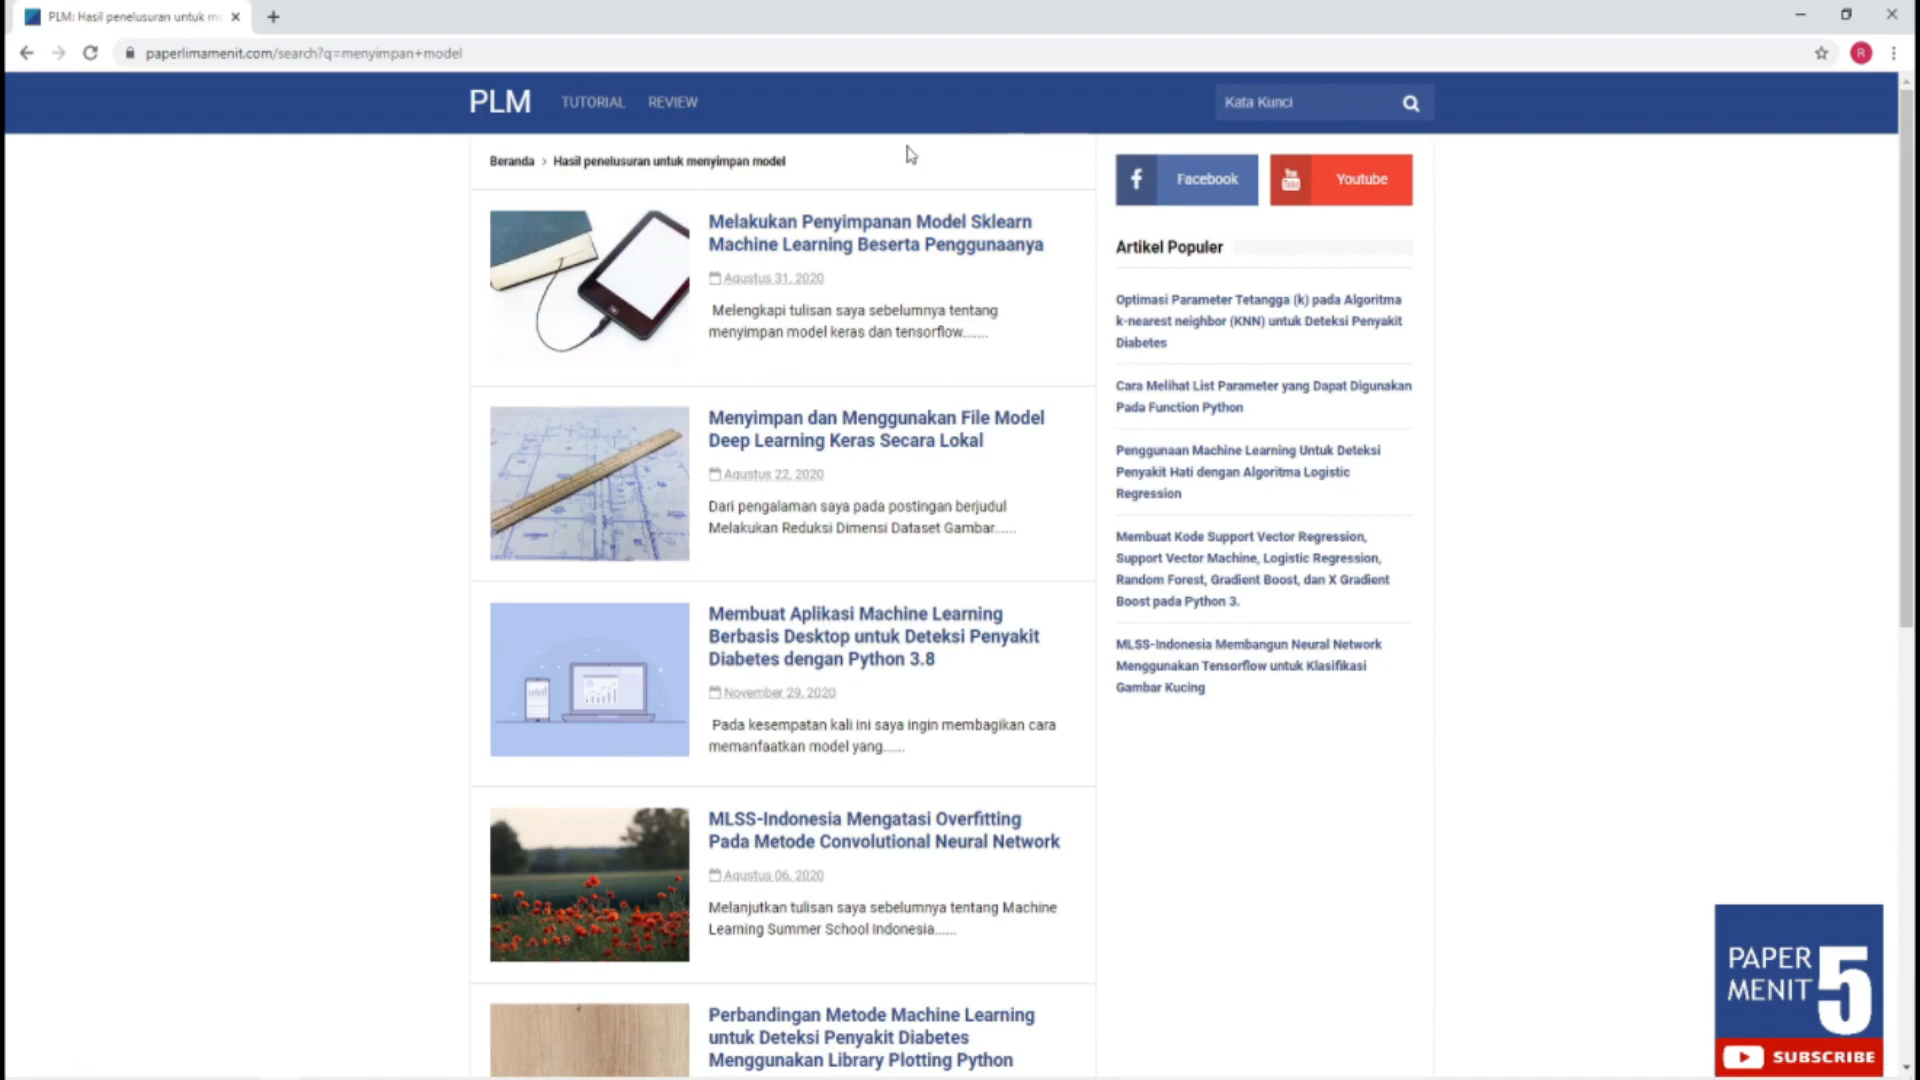 PLM: Hasil penelusuran untuk me
paperlimamenit.com/search?q=menyimpan+model
R
PLM
TUTORIAL
REVIEW
Kata Kunci
Beranda > Hasil penelusuran untuk menyimpan model
Melakukan Penyimpanan Model Sklearn
Machine Learning Beserta Penggunaanya
Agustus 31, 2020
Melengkapi tulisan saya sebelumnya tentang
menyimpan model keras dan tensorflow.......
Menyimpan dan Menggunakan File Model
Deep Learning Keras Secara Lokal
Agustus 22, 2020
Dari pengalaman saya pada postingan berjudul
Melakukan Reduksi Dimensi Dataset Gambar......
Membuat Aplikasi Machine Learning
Berbasis Desktop untuk Deteksi Penyakit
Diabetes dengan Python 3.8
November 29, 2020
Pada kesempatan kali ini saya ingin membagikan cara
memanfaatkan model yang......
MLSS-Indonesia Mengatasi Overfitting
Pada Metode Convolutional Neural Network
Agustus 06, 2020
Melanjutkan tulisan saya sebelumnya tentang Machine
Learning Summer School Indonesia......
Perbandingan Metode Machine Learning
untuk Deteksi Penyakit Diabetes
Menggunakan Library Plotting Python
Facebook
You Tube
Youtube
Artikel Populer
Optimasi Parameter Tetangga (k) pada Algoritma
k-nearest neighbor (KNN) untuk Deteksi Penyakit
Diabetes
Cara Melihat List Parameter yang Dapat Digunakan
Pada Function Python
Penggunaan Machine Learning Untuk Deteksi
Penyakit Hati dengan Algoritma Logistic
Regression
Membuat Kode Support Vector Regression,
Support Vector Machine, Logistic Regression,
Random Forest, Gradient Boost, dan X Gradient
Boost pada Python 3.
MLSS-Indonesia Membangun Neural Network
Menggunakan Tensorflow untuk Klasifikasi
Gambar Kucing
PAPER 5
MENIT
SUBSCRIBE